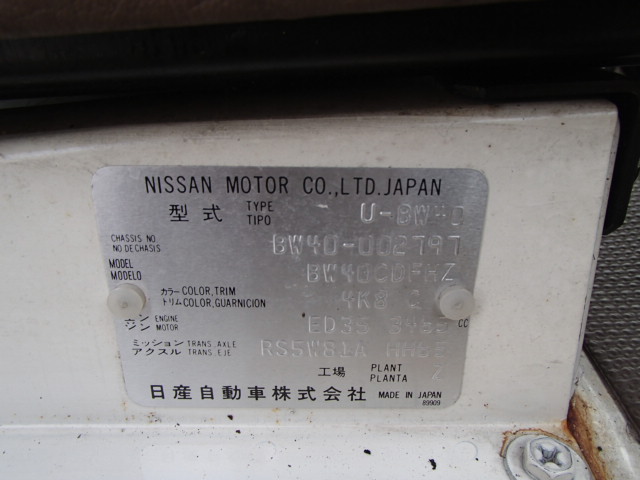 NISSAN MOTOR CO.,LTD.JAPAN
型式 TYPE TIPO U-BW40
CHASSIS NO. NO DE CHASIS BW40-002797
MODEL MODELO
カラー COLOR, TRIM
トリム COLOR, GUARNICION 4K8
エンジン ENGINE MOTOR ED35 CC
ミッション TRANS. AXLE
アクスル TRANS. EJE RS5W81A
工場 PLANT PLANTA Z
日産自動車株式会社 MADE IN JAPAN
89909